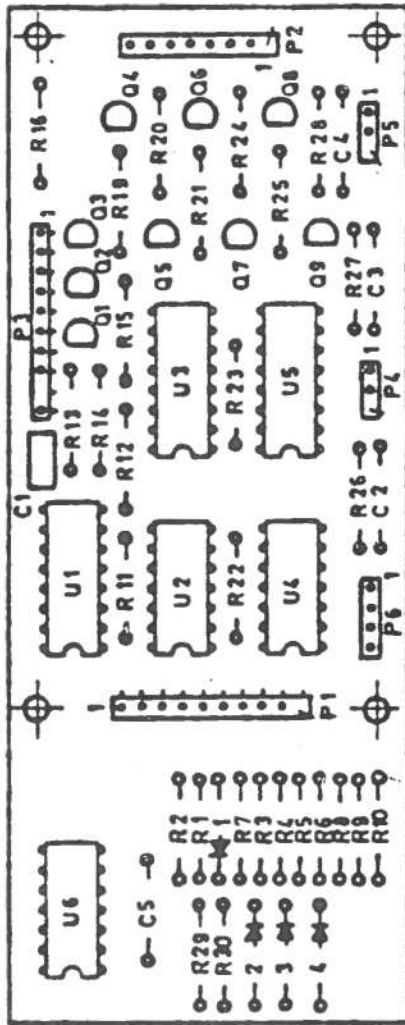 C1
P3
1
R16
U6
1
U1
R13
R14
Q1
Q2
Q3
C5
R11
R12
R15
R19
Q4
P2
1
R2
U2
U3
Q5
R20
R29
R1
R21
Q6
R30
1
R7
R22
R23
Q7
R24
2
R3
3
R4
U4
U5
R25
Q8
R5
4
R6
P1
Q9
R28
R8
C4
R9
R26
R27
P5
1
R10
P6
1
C2
P4
1
C3